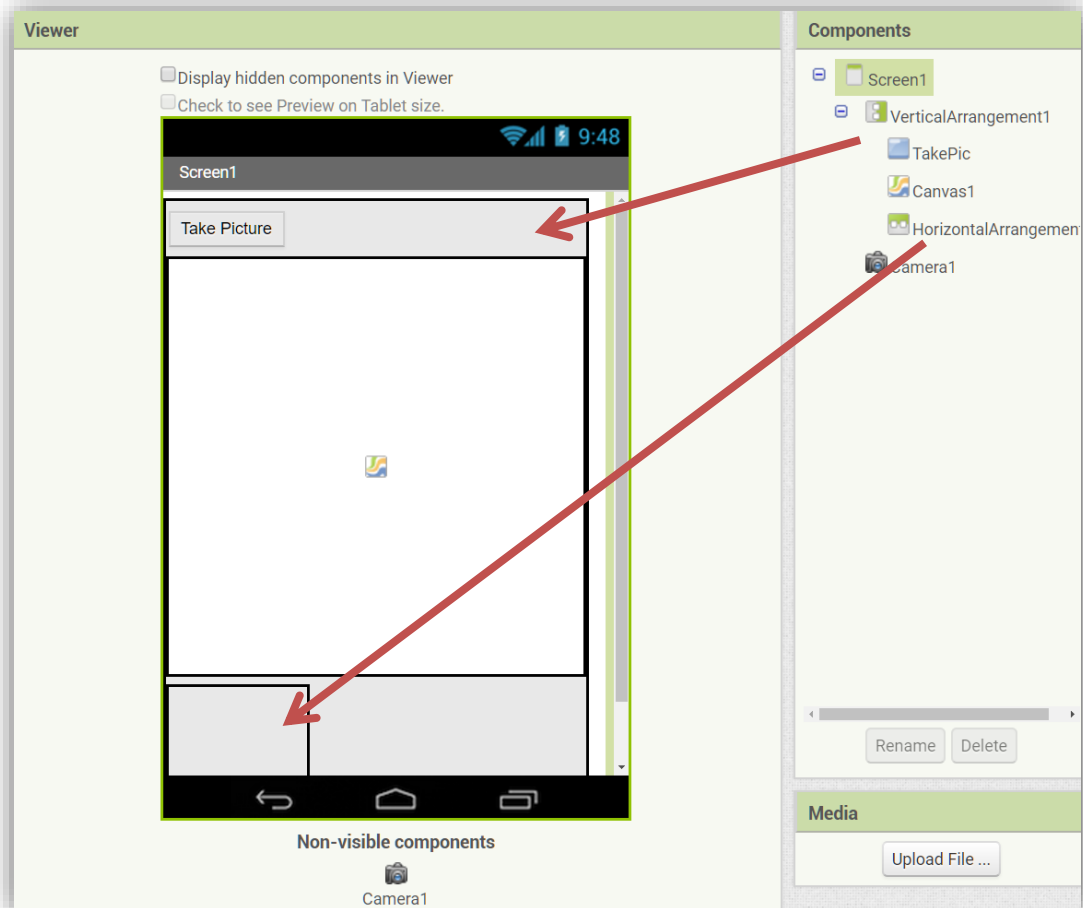 Viewer
Display hidden components in Viewer
Check to see Preview on Tablet size.
9:48
Screen1
Take Picture
Non-visible components
Camera1
Components
Screen1
VerticalArrangement1
TakePic
Canvas1
HorizontalArrangemen
Camera1
Rename Delete
Media
Upload File ...